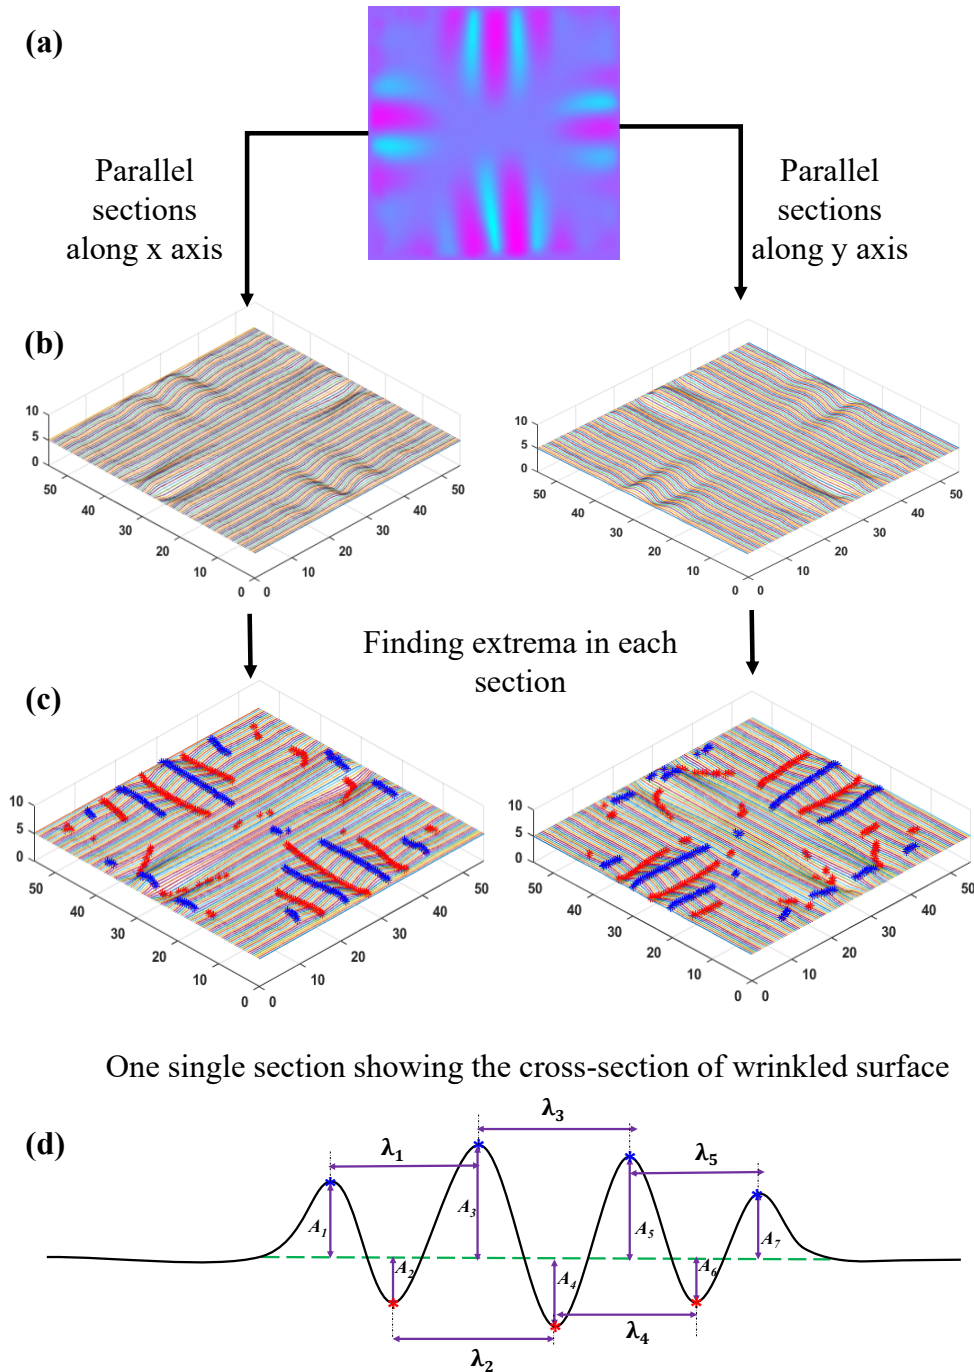 (a)
Parallel
sections
along x axis
Parallel
sections
along y axis
(b)
10
5
0
50
40
30
20
10
0
0
10
20
30
40
50
10
5
0
50
40
30
20
10
0
0
10
20
30
40
50
Finding extrema in each
section
(c)
10
5
0
50
40
30
20
10
0
0
10
20
30
40
50
10
5
0
50
40
30
20
10
0
0
10
20
30
40
50
One single section showing the cross-section of wrinkled surface
(d)
λ3
λ1
λ5
A1
A3
A5
A7
A2
A4
A6
λ4
λ2